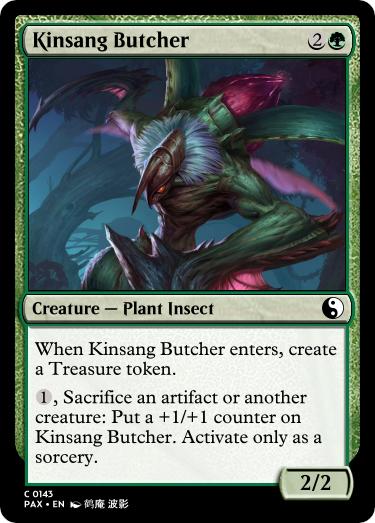 Kinsang Butcher 2
Creature — Plant Insect
When Kinsang Butcher enters, create
a Treasure token.
1, Sacrifice an artifact or another
creature: Put a +1/+1 counter on
Kinsang Butcher. Activate only as a
sorcery.
2/2
C 0143
PAX • EN 鹤庵 波影